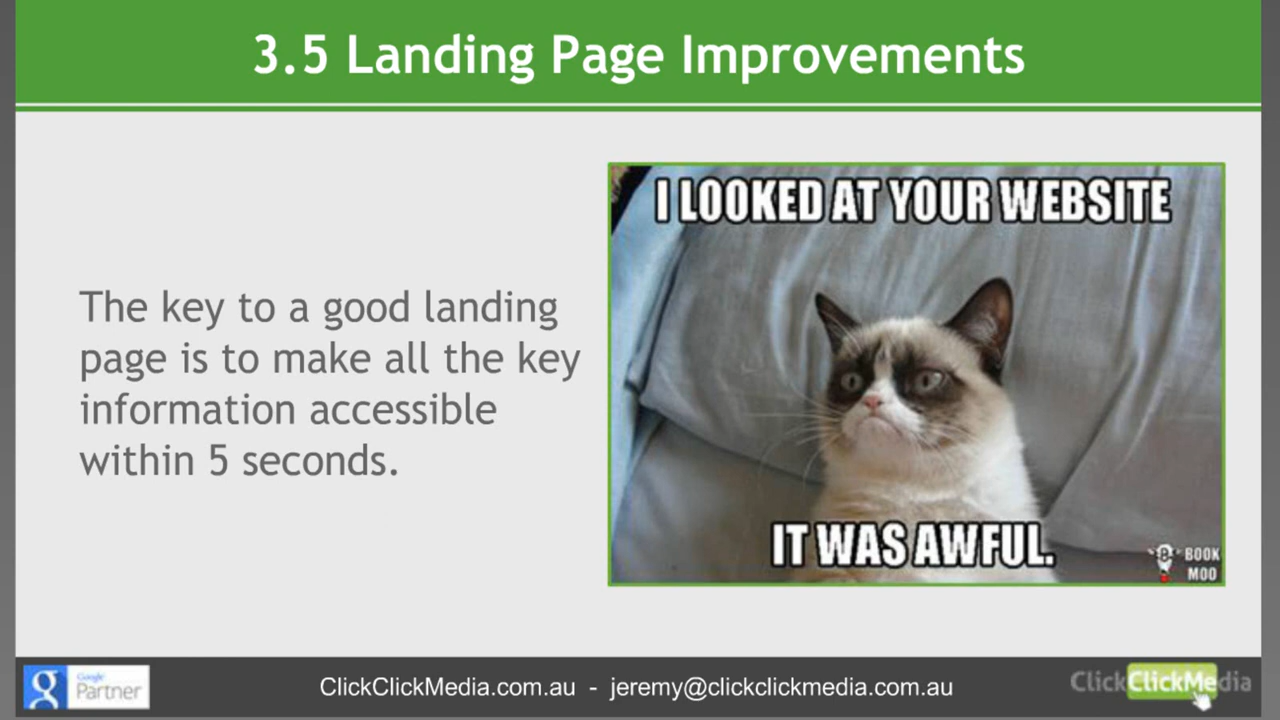 3.5 Landing Page Improvements
The key to a good landing
page is to make all the key
information accessible
within 5 seconds.
I LOOKED AT YOUR WEBSITE
IT WAS AWFUL.
BOOK
MOO
g Google
Partner
ClickClickMedia.com.au - jeremy@clickclickmedia.com.au
ClickClickMedia